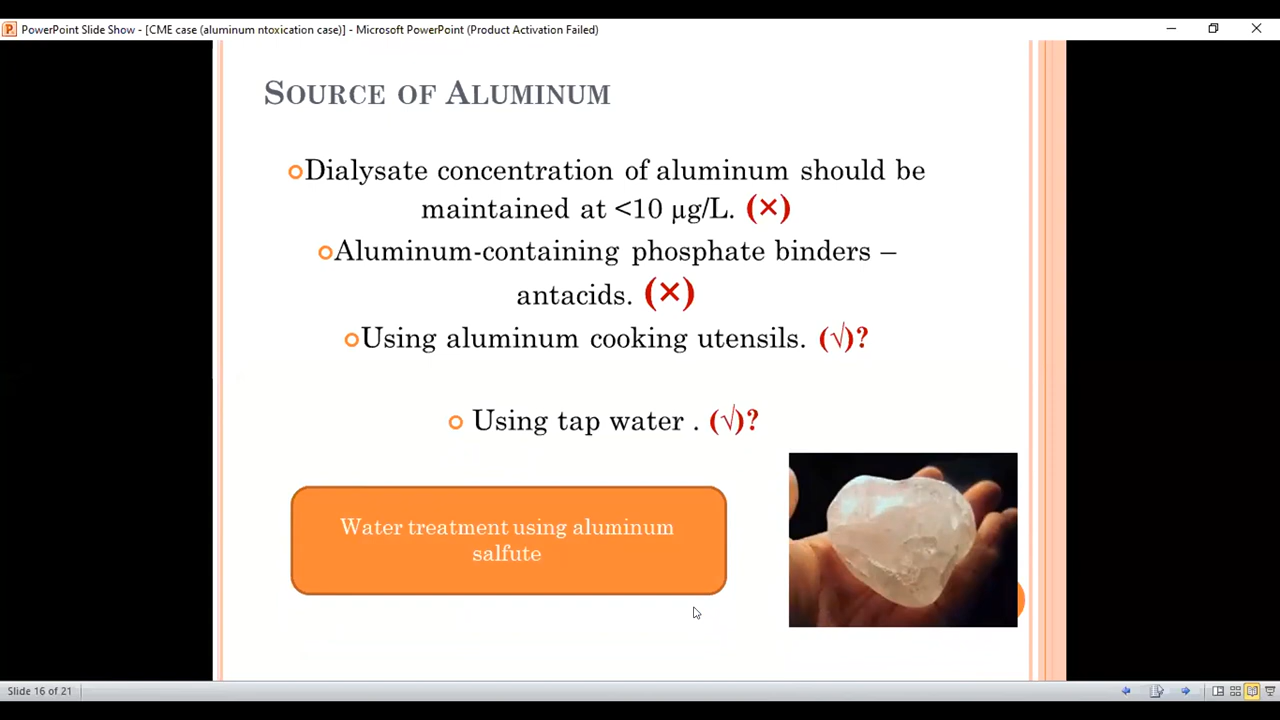 PowerPoint Slide Show - [CME case (aluminum ntoxication case)] - Microsoft PowerPoint (Product Activation Failed)
SOURCE OF ALUMINUM
Dialysate concentration of aluminum should be
maintained at <10 µg/L. (×)
Aluminum-containing phosphate binders –
antacids. (×)
Using aluminum cooking utensils. (√)?
Using tap water . (√)?
Water treatment using aluminum
salfute
Slide 16 of 21